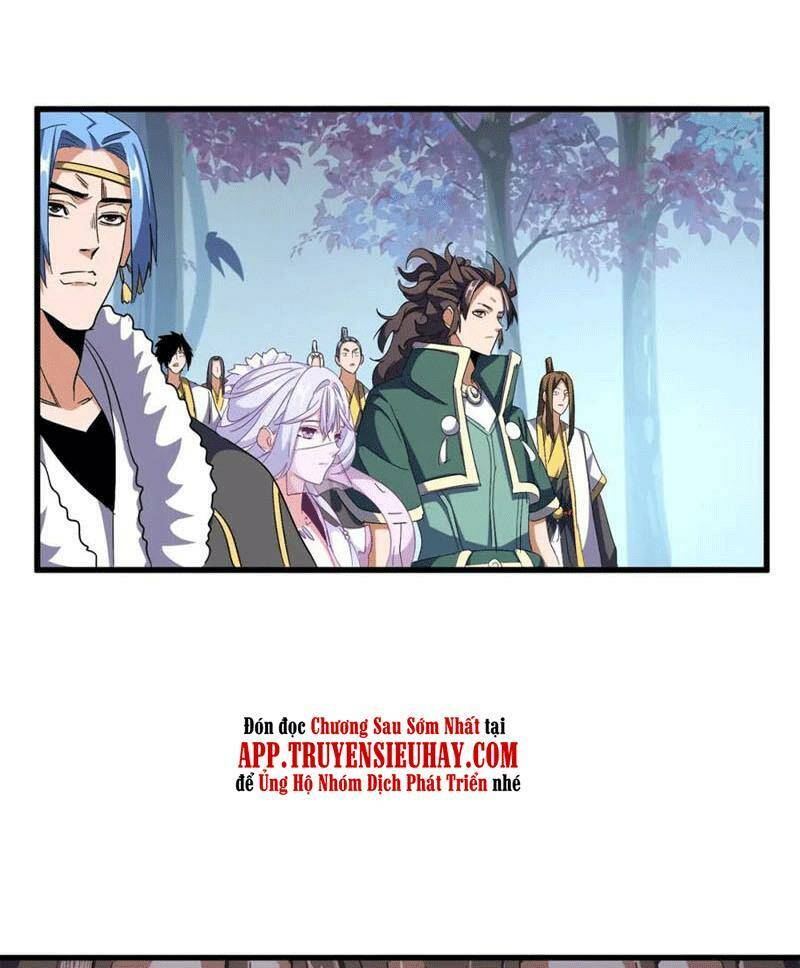 Đón đọc Chương Sau Sớm Nhất tại
APP.TRUYENSIEUHAY.COM
để Ủng Hộ Nhóm Dịch Phát Triển nhé